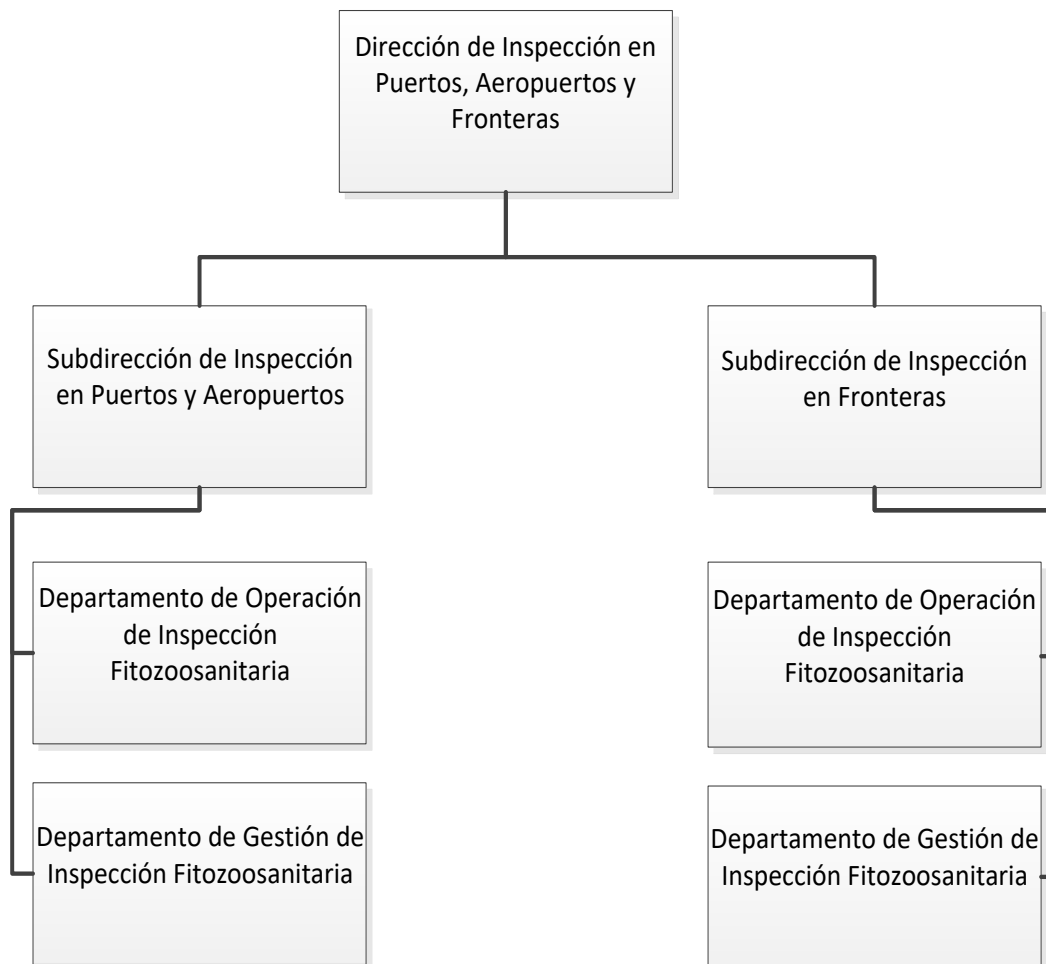 Dirección de Inspección en
Puertos, Aeropuertos y
Fronteras
Subdirección de Inspección
en Puertos y Aeropuertos
Subdirección de Inspección
en Fronteras
Departamento de Operación
de Inspección
Fitozoosanitaria
Departamento de Operación
de Inspección
Fitozoosanitaria
Departamento de Gestión de
Inspección Fitozoosanitaria
Departamento de Gestión de
Inspección Fitozoosanitaria